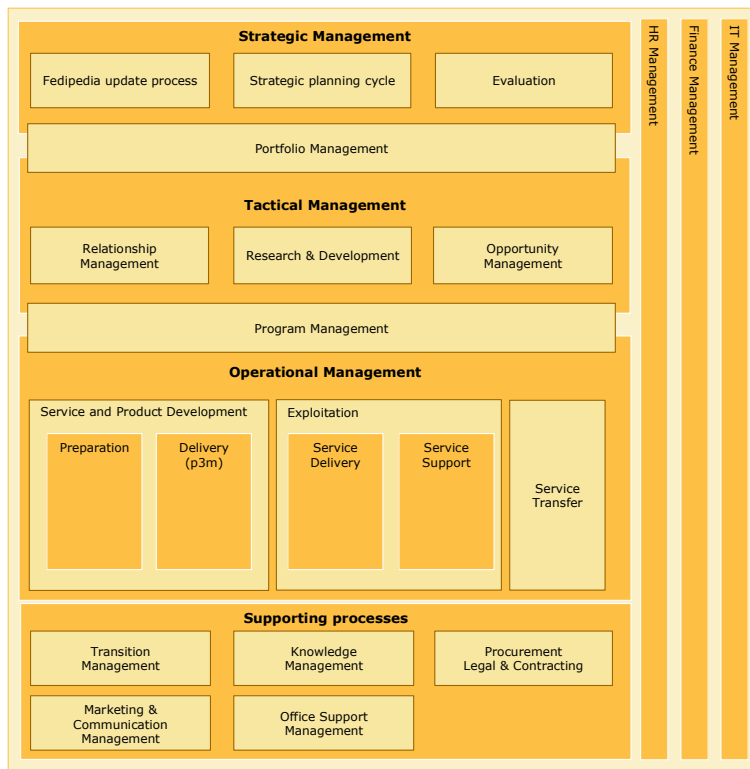 Strategic Management
Fedipedia update process
Strategic planning cycle
Evaluation
Portfolio Management
Tactical Management
Relationship
Management
Research & Development
Opportunity
Management
Program Management
Operational Management
Service and Product Development
Preparation
Delivery
(p3m)
Exploitation
Service
Delivery
Service
Support
Service
Transfer
Supporting processes
Transition
Management
Knowledge
Management
Procurement
Legal & Contracting
Marketing &
Communication
Management
Office Support
Management
HR Management
Finance Management
IT Management